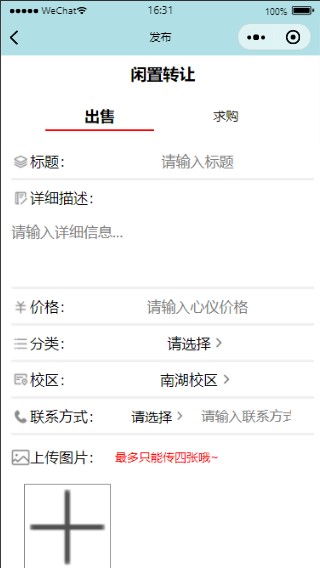 WeChat 16:31 100%
发布
闲置转让
出售 求购
标题： 请输入标题
详细描述：
请输入详细信息...
价格： 请输入心仪价格
分类： 请选择
校区： 南湖校区
联系方式： 请选择 请输入联系方式
上传图片： 最多只能传四张哦~